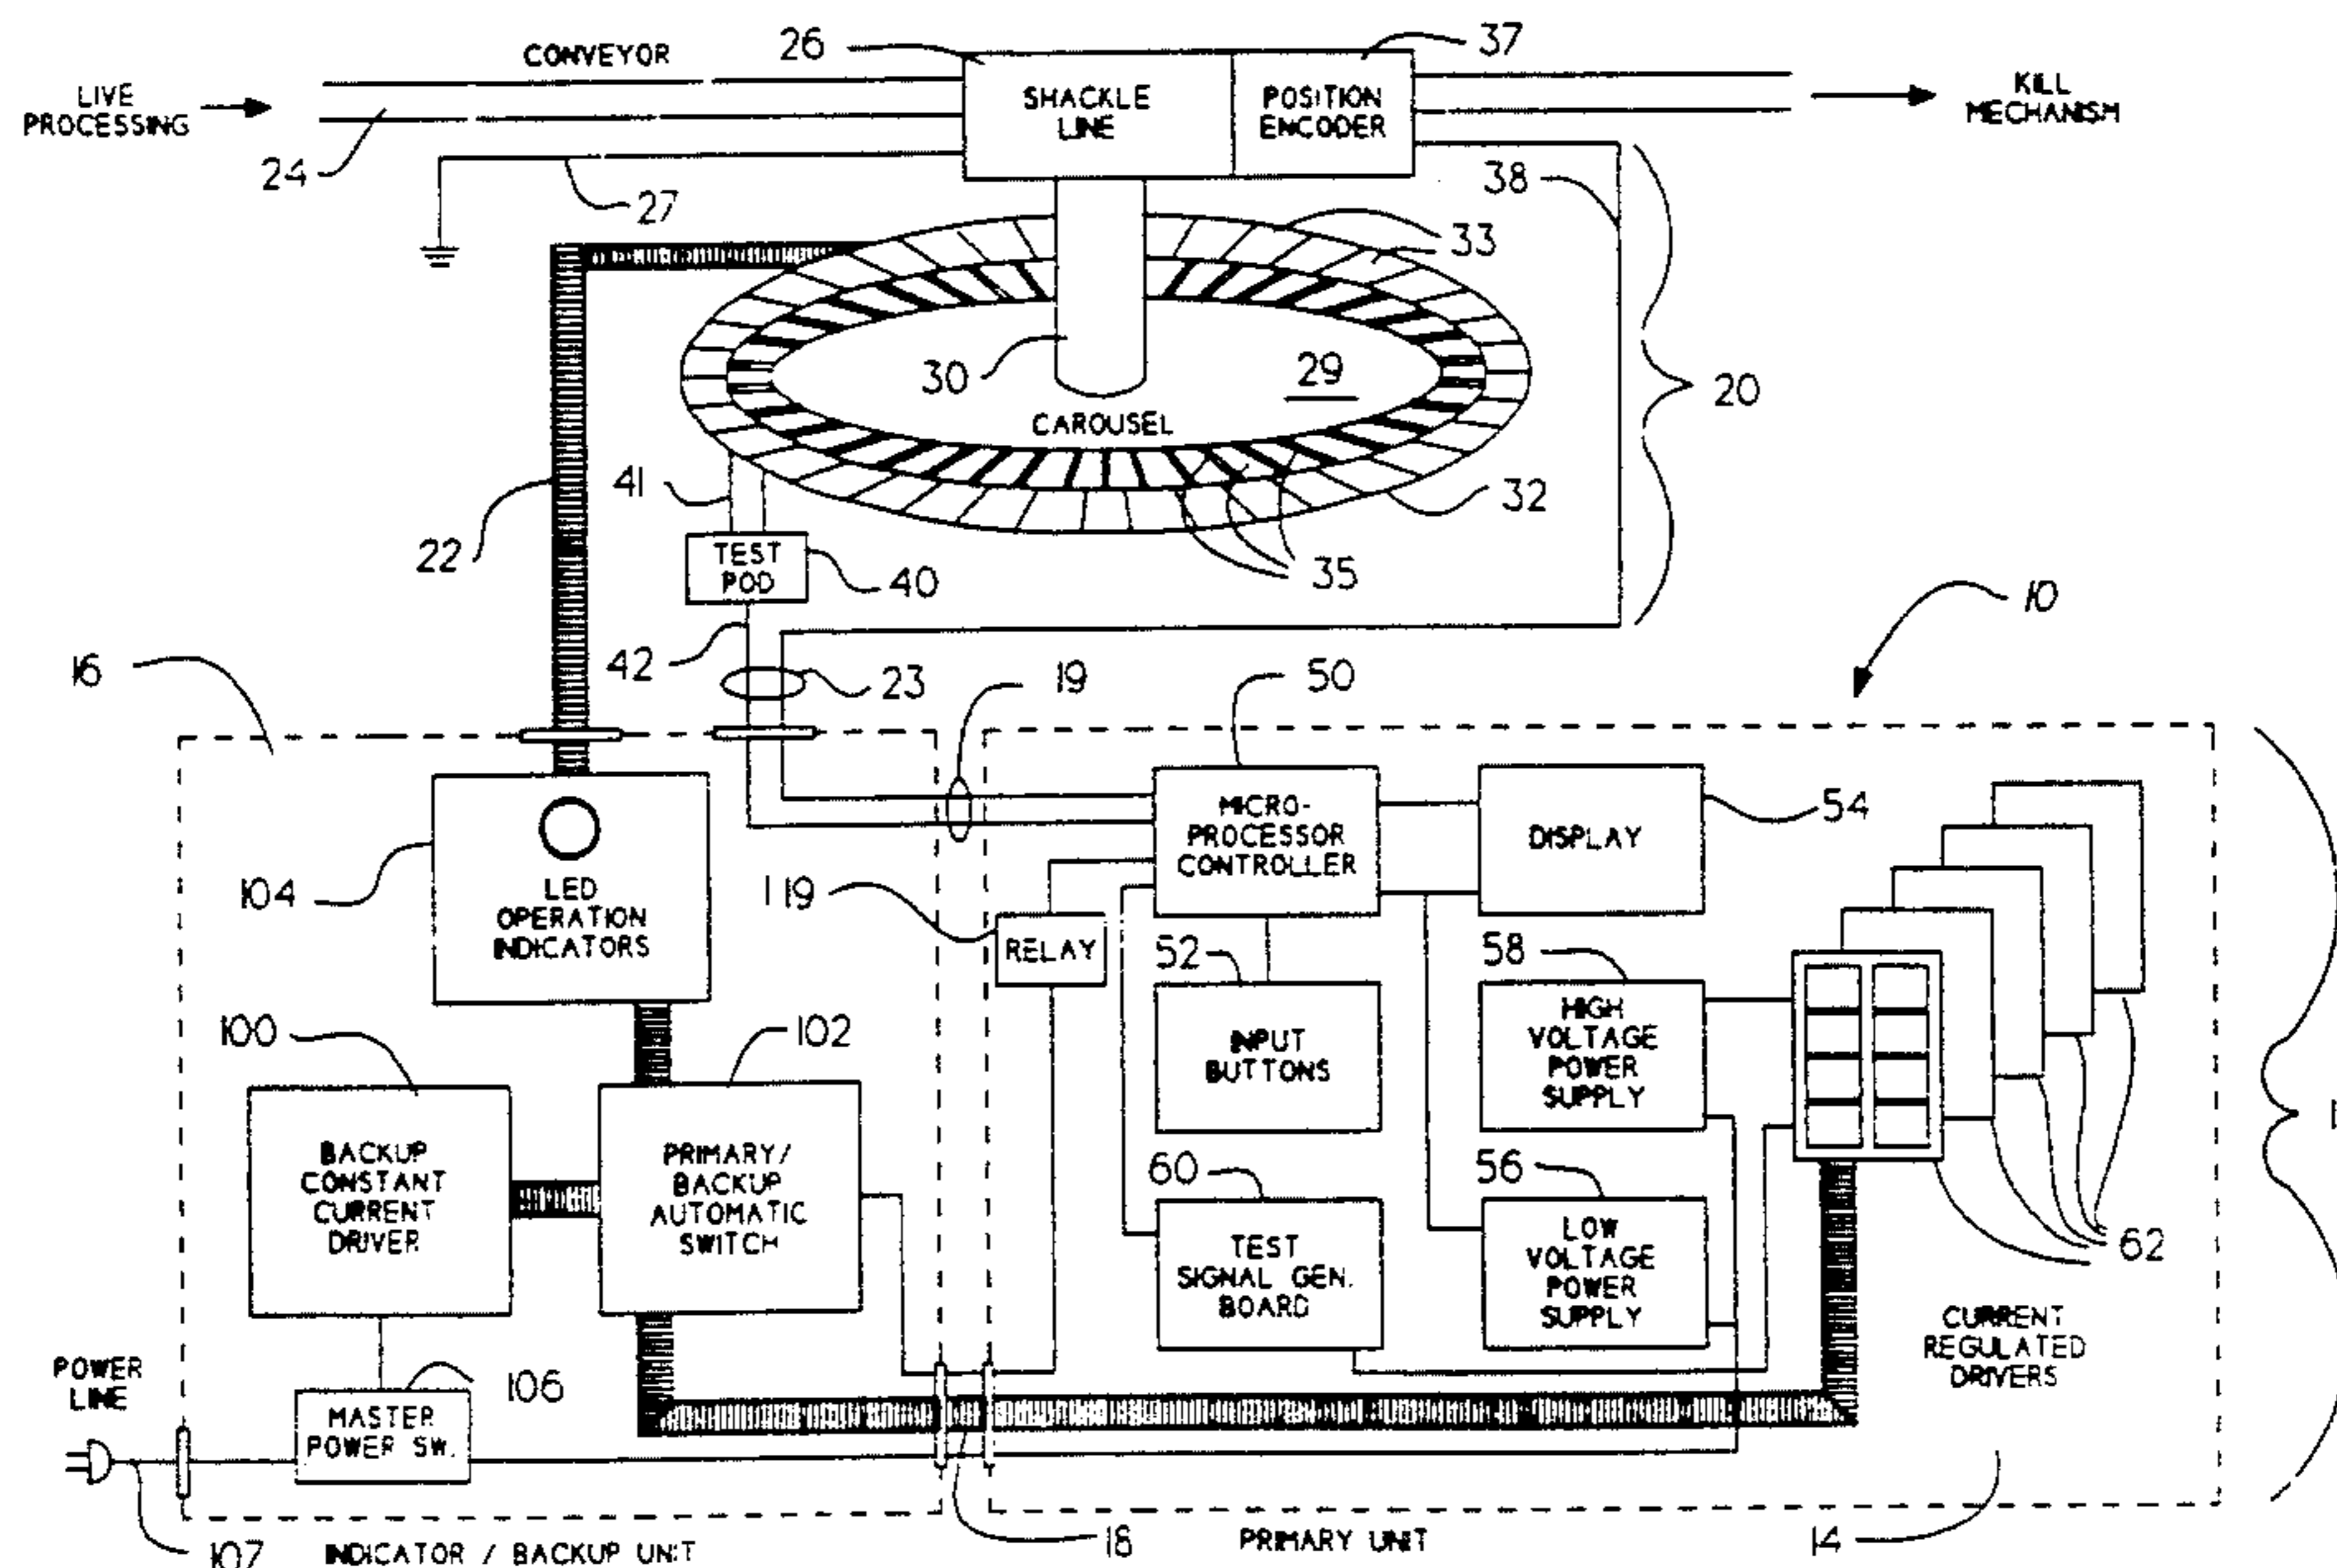 CONVEYOR
26
37
LIVE
PROCESSING
SHACKLE
LINE
POSITION
ENCODER
KILL
MECHANISM
24
27
38
33
20
30
29
CAROUSEL
41
22
32
TEST
POD
40
35
10
42
23
16
19
50
MICRO-
PROCESSOR
CONTROLLER
DISPLAY
54
104
LED
OPERATION
INDICATORS
119
RELAY
52
58
INPUT
BUTTONS
HIGH
VOLTAGE
POWER
SUPPLY
100
102
BACKUP
CONSTANT
CURRENT
DRIVER
PRIMARY/
BACKUP
AUTOMATIC
SWITCH
60
56
TEST
SIGNAL GEN.
BOARD
LOW
VOLTAGE
POWER
SUPPLY
62
CURRENT
REGULATED
DRIVERS
POWER
LINE
106
MASTER
POWER SW.
107
INDICATOR / BACKUP UNIT
18
PRIMARY UNIT
14